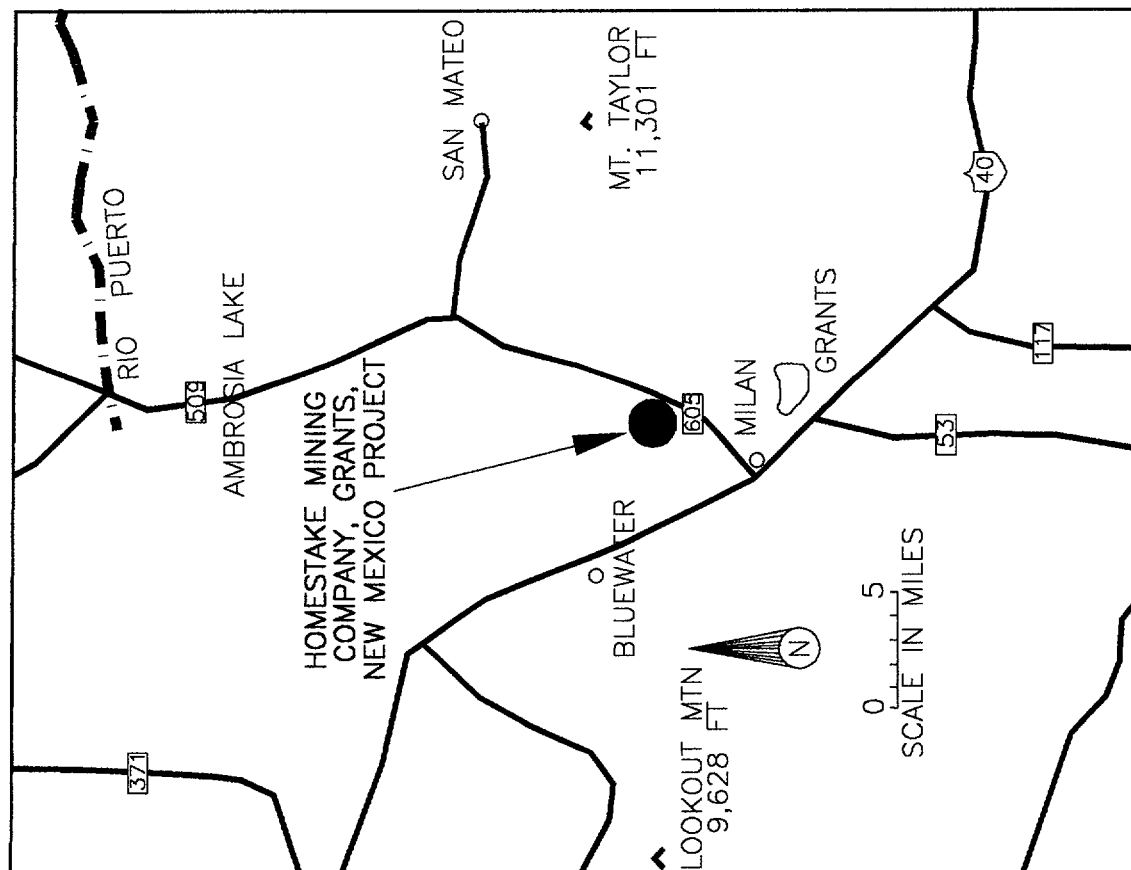 RIO PUERTO
509
AMBROSIA LAKE
SAN MATEO
MT. TAYLOR
11,301 FT
HOMESTAKE MINING
COMPANY, GRANTS,
NEW MEXICO PROJECT
371
605
MILAN
GRANTS
BLUEWATER
LOOKOUT MTN
9,628 FT
N
0 5
SCALE IN MILES
53
117
40